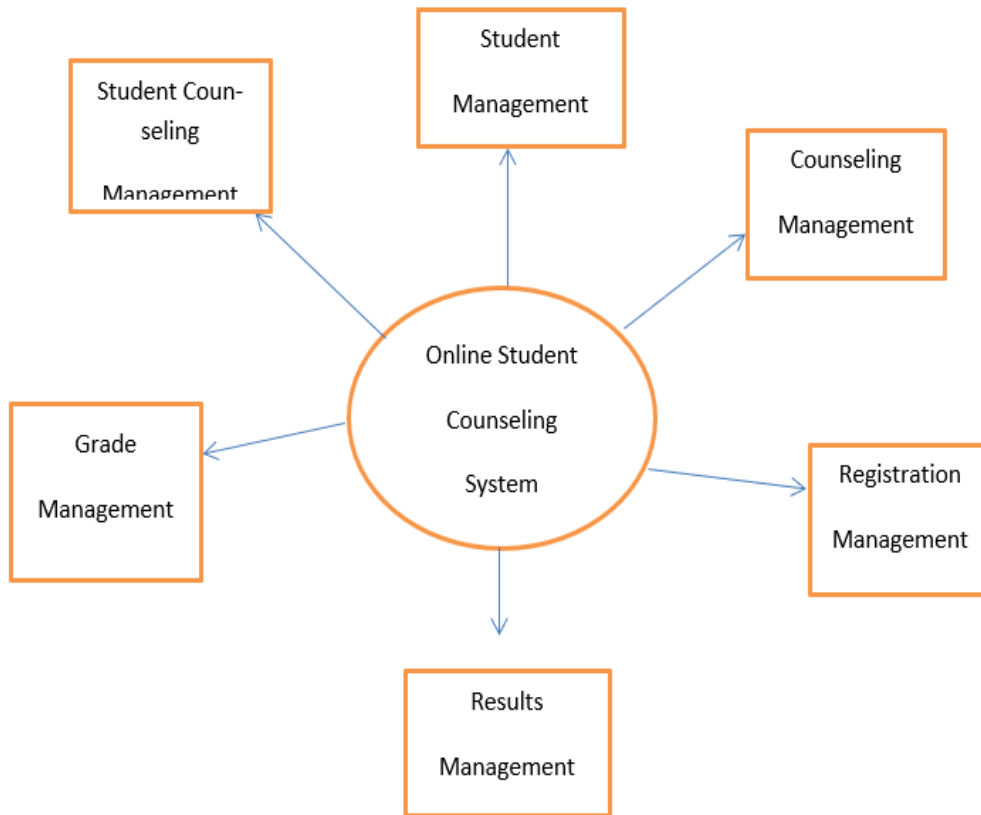 Student
Management
Student Coun-
seling
Management
Counseling
Management
Online Student
Counseling
System
Grade
Management
Registration
Management
Results
Management